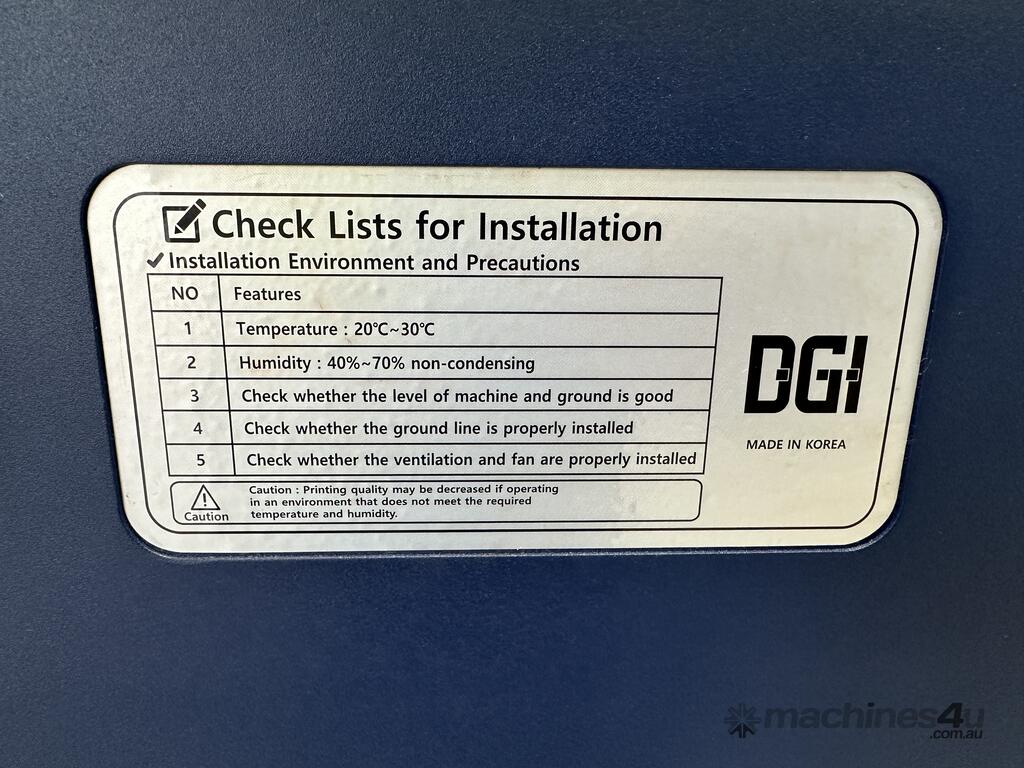 Check Lists for Installation
✓ Installation Environment and Precautions
NO Features
1 Temperature : 20℃~30℃
2 Humidity : 40%~70% non-condensing
3 Check whether the level of machine and ground is good
4 Check whether the ground line is properly installed
5 Check whether the ventilation and fan are properly installed
Caution
Caution : Printing quality may be decreased if operating
in an environment that does not meet the required
temperature and humidity.
DGI
MADE IN KOREA
machines4u
.com.au